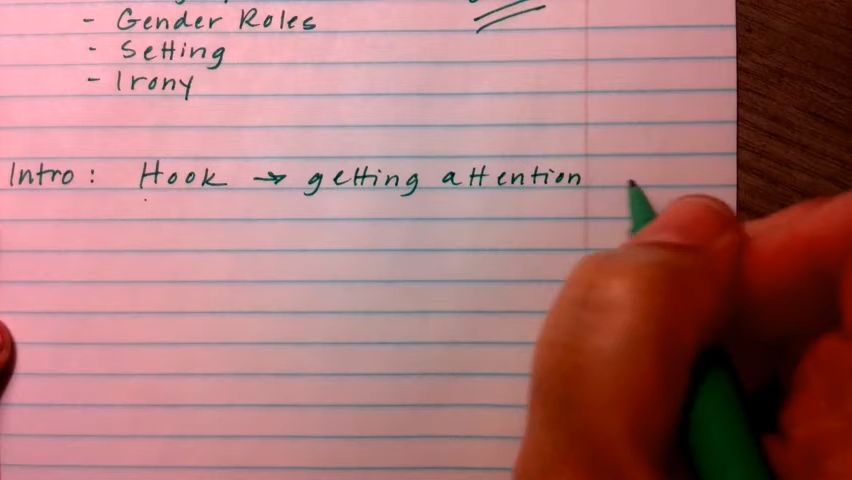 - Gender Roles
- Setting
- Irony
Intro: Hook → getting attention